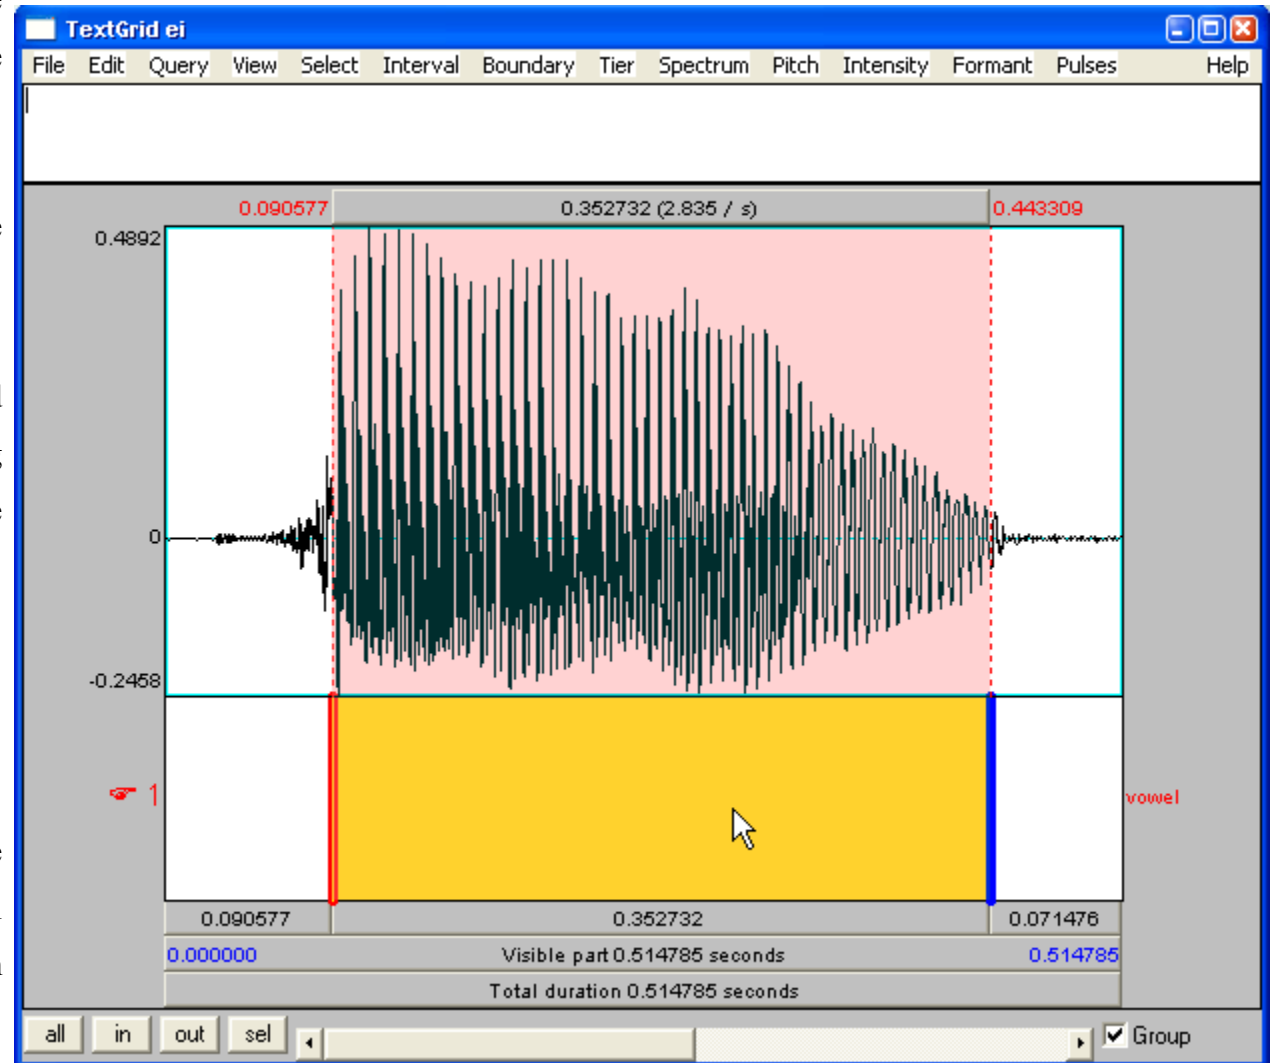 TextGrid ei
File Edit Query View Select Interval Boundary Tier Spectrum Pitch Intensity Formant Pulses Help
0.090577 0.352732 (2.835 / s) 0.443309
0.4892
0
-0.2458
1 vowel
0.090577 0.352732 0.071476
0.000000 Visible part 0.514785 seconds 0.514785
Total duration 0.514785 seconds
all in out sel Group